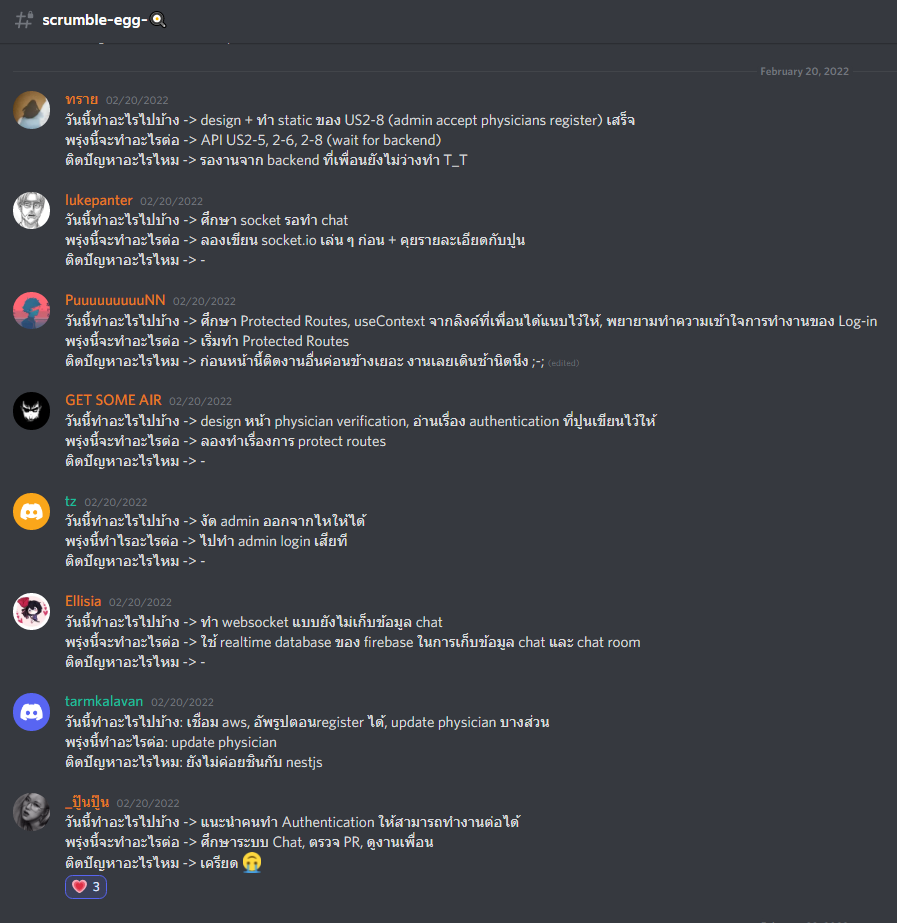 scrumble-egg-🍳
February 20, 2022
ทราย 02/20/2022
วันนี้ทำอะไรไปบ้าง -> design + ทำ static ของ US2-8 (admin accept physicians register) เสร็จ
พรุ่งนี้จะทำอะไรต่อ -> API US2-5, 2-6, 2-8 (wait for backend)
ติดปัญหาอะไรไหม -> รองานจาก backend ที่เพื่อนยังไม่ว่างทำ T_T
lukepanter 02/20/2022
วันนี้ทำอะไรไปบ้าง -> ศึกษา socket รอทำ chat
พรุ่งนี้จะทำอะไรต่อ -> ลองเขียน socket.io เล่น ๆ ก่อน + คุยรายละเอียดกับปูน
ติดปัญหาอะไรไหม -> -
PuuuuuuuuuNN 02/20/2022
วันนี้ทำอะไรไปบ้าง -> ศึกษา Protected Routes, useContext จากลิงค์ที่เพื่อนได้แนบไว้ให้, พยายามทำความเข้าใจการทำงานของ Log-in
พรุ่งนี้จะทำอะไรต่อ -> เริ่มทำ Protected Routes
ติดปัญหาอะไรไหม -> ก่อนหน้านี้ติดงานอื่นค่อนข้างเยอะ งานเลยเดินช้านิดนึง ;-; (edited)
GET SOME AIR 02/20/2022
วันนี้ทำอะไรไปบ้าง -> design หน้า physician verification, อ่านเรื่อง authentication ที่ปูนเขียนไว้ให้
พรุ่งนี้จะทำอะไรต่อ -> ลองทำเรื่องการ protect routes
ติดปัญหาอะไรไหม -> -
tz 02/20/2022
วันนี้ทำอะไรไปบ้าง -> งัด admin ออกจากไหให้ได้
พรุ่งนี้ทำไรอะไรต่อ -> ไปทำ admin login เสียที
ติดปัญหาอะไรไหม -> -
Ellisia 02/20/2022
วันนี้ทำอะไรไปบ้าง -> ทำ websocket แบบยังไม่เก็บข้อมูล chat
พรุ่งนี้จะทำอะไรต่อ -> ใช้ realtime database ของ firebase ในการเก็บข้อมูล chat และ chat room
ติดปัญหาอะไรไหม -> -
tarmkalavan 02/20/2022
วันนี้ทำอะไรไปบ้าง: เชื่อม aws, อัพรูปตอนregister ได้, update physician บางส่วน
พรุ่งนี้ทำอะไรต่อ: update physician
ติดปัญหาอะไรไหม: ยังไม่ค่อยชินกับ nestjs
_ปุ๊นปุ๊น 02/20/2022
วันนี้ทำอะไรไปบ้าง -> แนะนำคนทำ Authentication ให้สามารถทำงานต่อได้
พรุ่งนี้จะทำอะไรต่อ -> ศึกษาระบบ Chat, ตรวจ PR, ดูงานเพื่อน
ติดปัญหาอะไรไหม -> เครียด 😭
❤️ 3